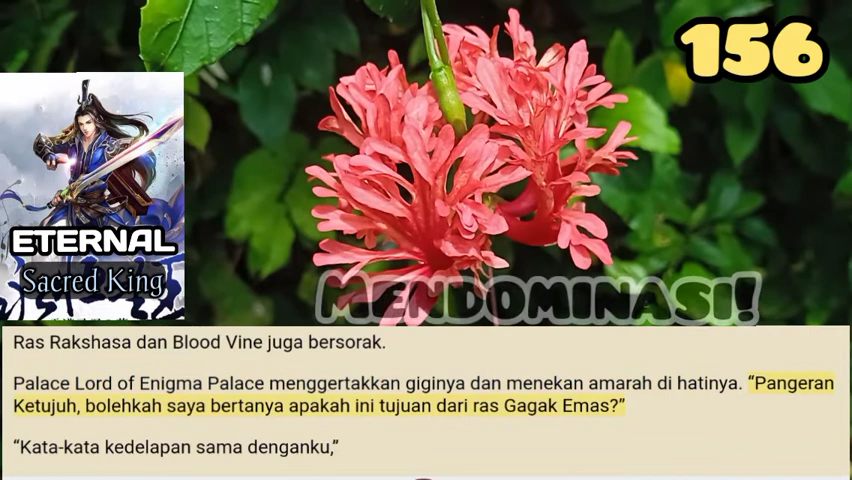 156
ETERNAL
Sacred King
MENDOMINASI!
Ras Rakshasa dan Blood Vine juga bersorak.
Palace Lord of Enigma Palace menggertakkan giginya dan menekan amarah di hatinya. “Pangeran
Ketujuh, bolehkah saya bertanya apakah ini tujuan dari ras Gagak Emas?”
“Kata-kata kedelapan sama denganku,”